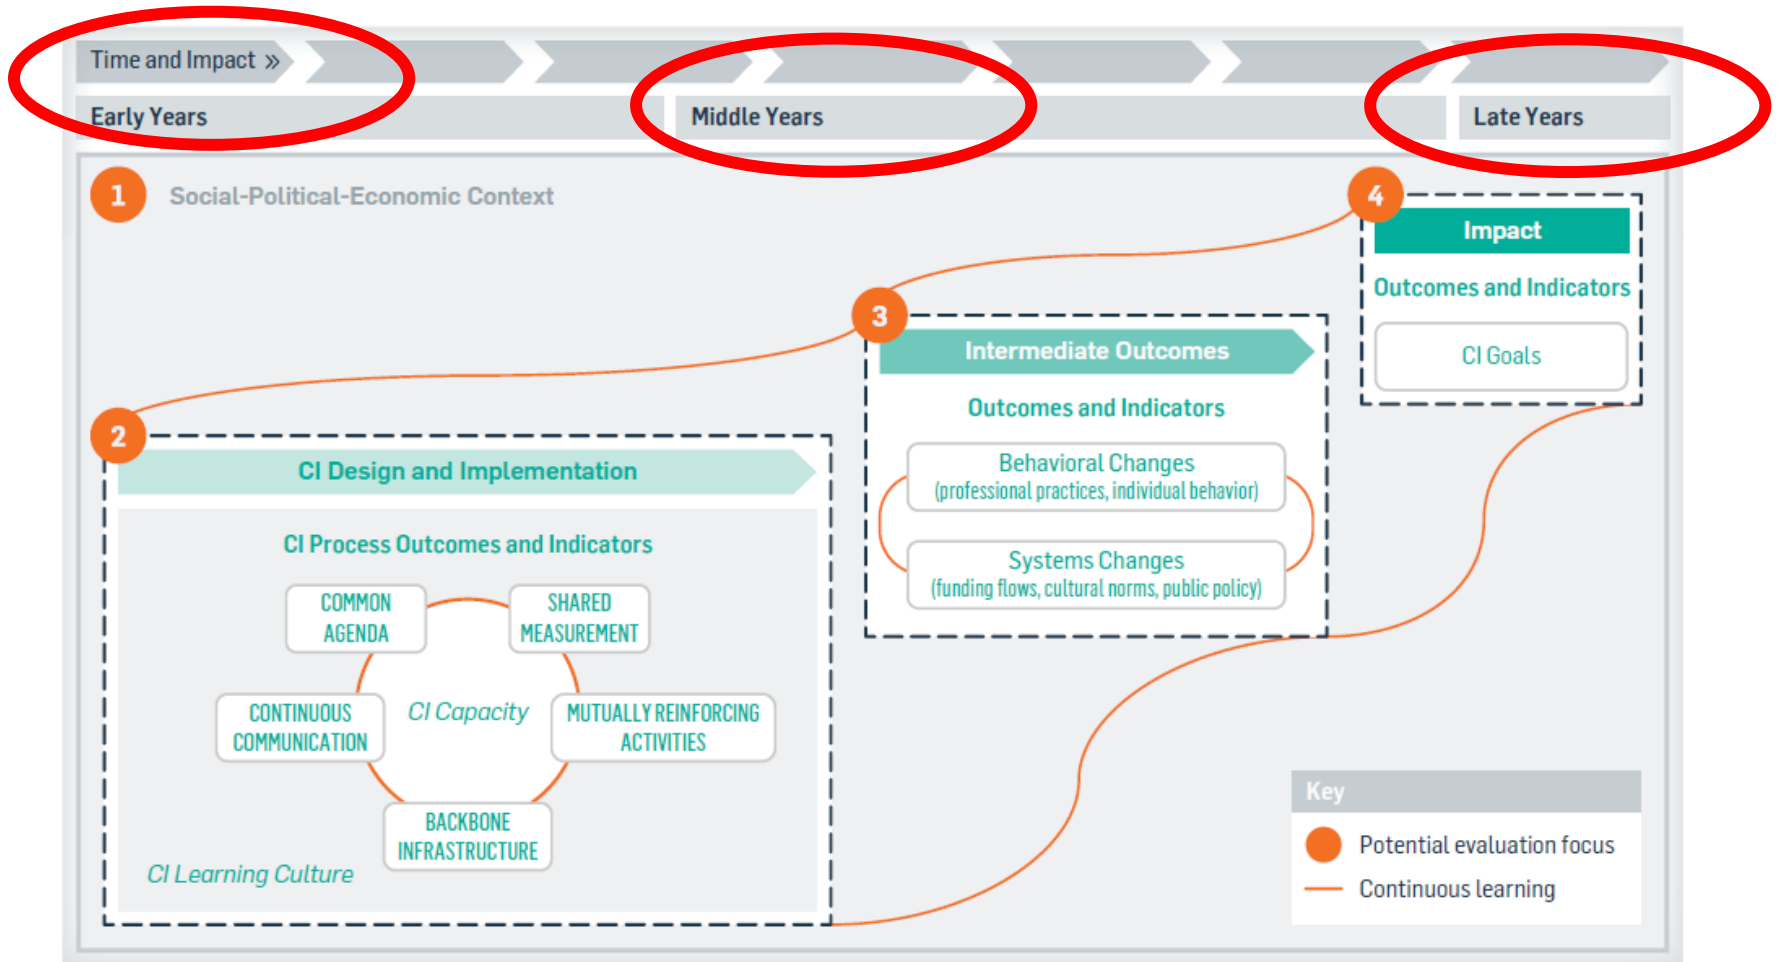 Time and Impact »
Early Years
Middle Years
Late Years
1
Social-Political-Economic Context
4
Impact
Outcomes and Indicators
CI Goals
3
Intermediate Outcomes
Outcomes and Indicators
Behavioral Changes
(professional practices, individual behavior)
Systems Changes
(funding flows, cultural norms, public policy)
2
CI Design and Implementation
CI Process Outcomes and Indicators
COMMON
AGENDA
SHARED
MEASUREMENT
CONTINUOUS
COMMUNICATION
CI Capacity
MUTUALLY REINFORCING
ACTIVITIES
BACKBONE
INFRASTRUCTURE
CI Learning Culture
Key
Potential evaluation focus
Continuous learning